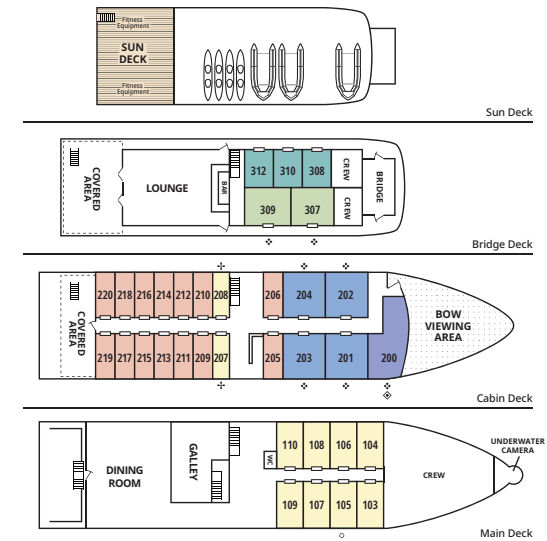 Fitness
Equipment
SUN
DECK
Fitness
Equipment
Sun Deck
COVERED
AREA
LOUNGE
BAR
312
310
308
CREW
309
307
CREW
BRIDGE
Bridge Deck
COVERED
AREA
220
218
216
214
212
210
208
206
204
202
219
217
215
213
211
209
207
205
203
201
200
BOW
VIEWING
AREA
Cabin Deck
DINING
ROOM
GALLEY
WC
110
108
106
104
109
107
105
103
CREW
UNDERWATER
CAMERA
Main Deck